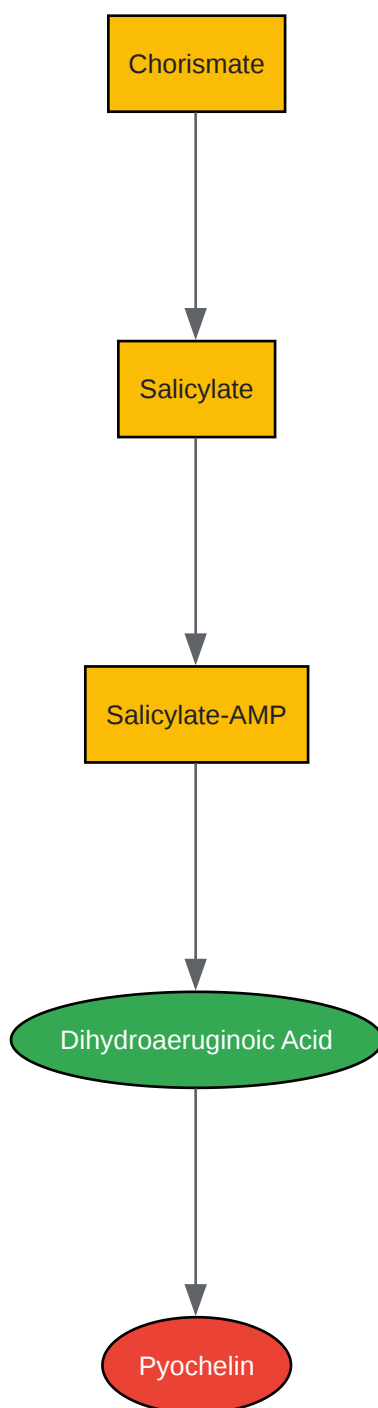 Chorismate
Salicylate
Salicylate-AMP
Dihydroaeruginoic Acid
Pyochelin